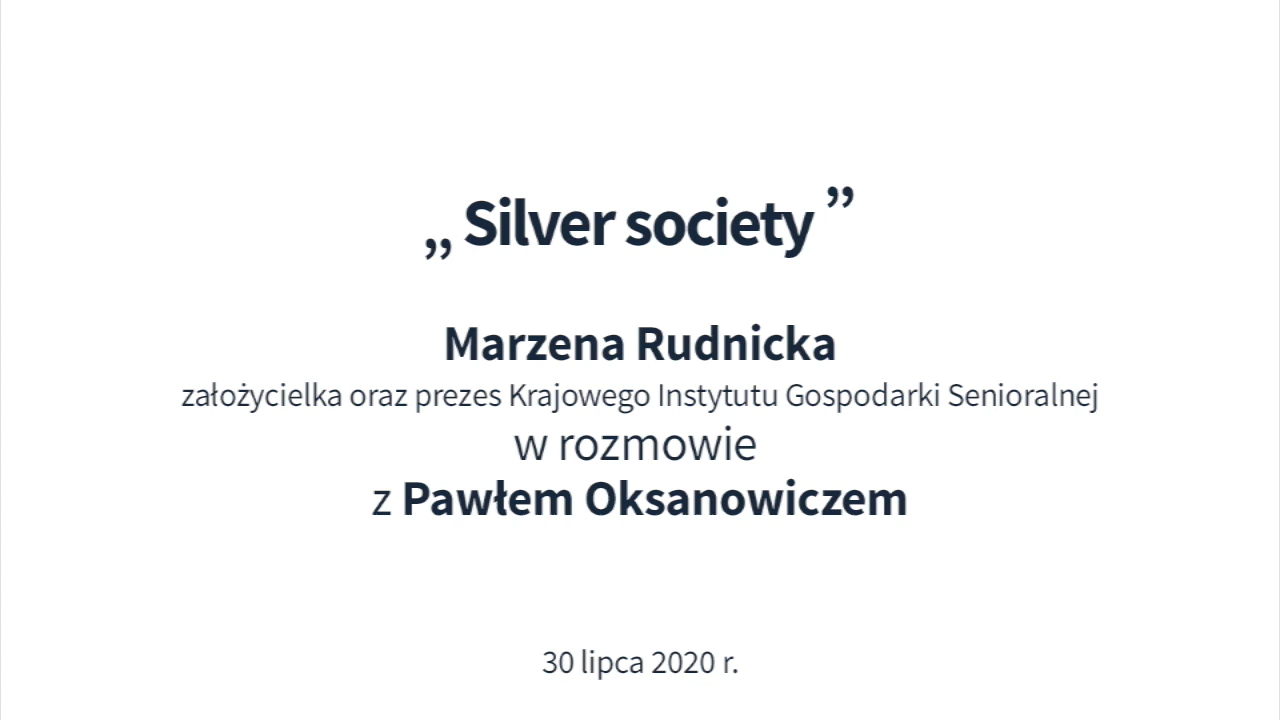 „ Silver society ”
Marzena Rudnicka
założycielka oraz prezes Krajowego Instytutu Gospodarki Senioralnej
w rozmowie
z Pawłem Oksanowiczem
30 lipca 2020 r.